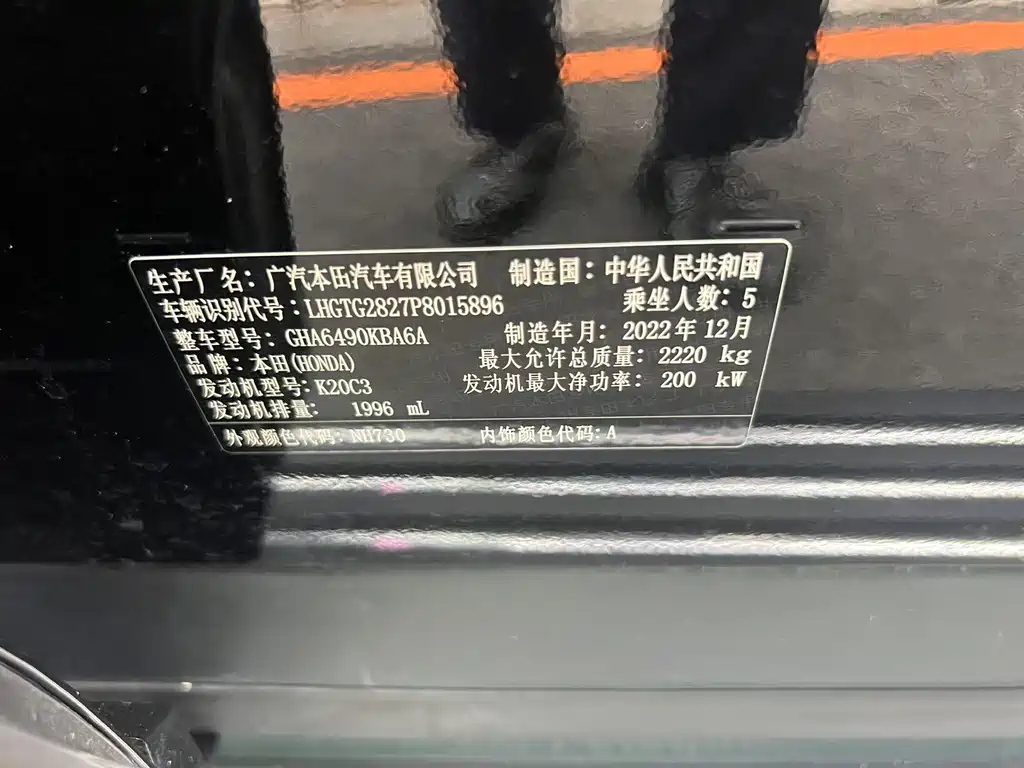 生产厂名：广汽本田汽车有限公司 制造国：中华人民共和国
车辆识别代号：LHGTG2827P8015896 乘坐人数：5
整车型号：GHA6490KBA6A 制造年月：2022年12月
品牌：本田(HONDA) 最大允许总质量：2220 kg
发动机型号：K20C3 发动机最大净功率：200 kW
发动机排量： 1996 mL
外观颜色代码：NH730 内饰颜色代码：A